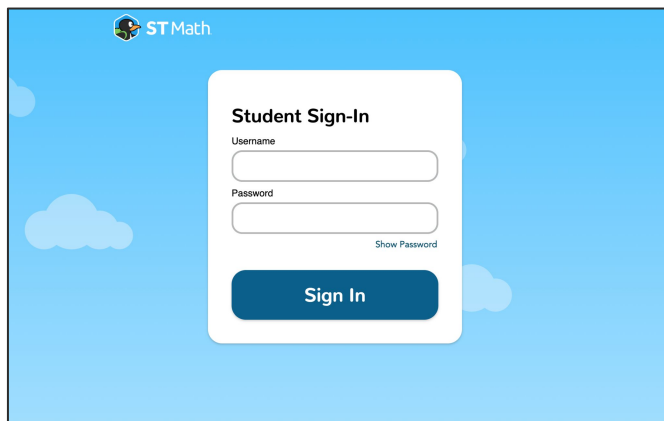 ST Math
Student Sign-In
Username
Password
Show Password
Sign In